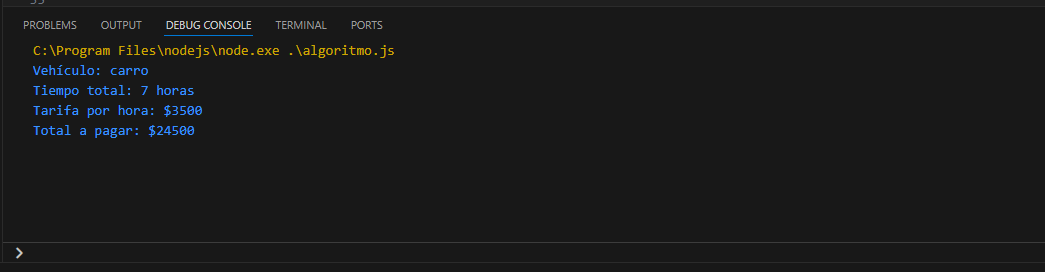 PROBLEMS OUTPUT DEBUG CONSOLE TERMINAL PORTS
C:\Program Files\nodejs\node.exe .\algoritmo.js
Vehículo: carro
Tiempo total: 7 horas
Tarifa por hora: $3500
Total a pagar: $24500